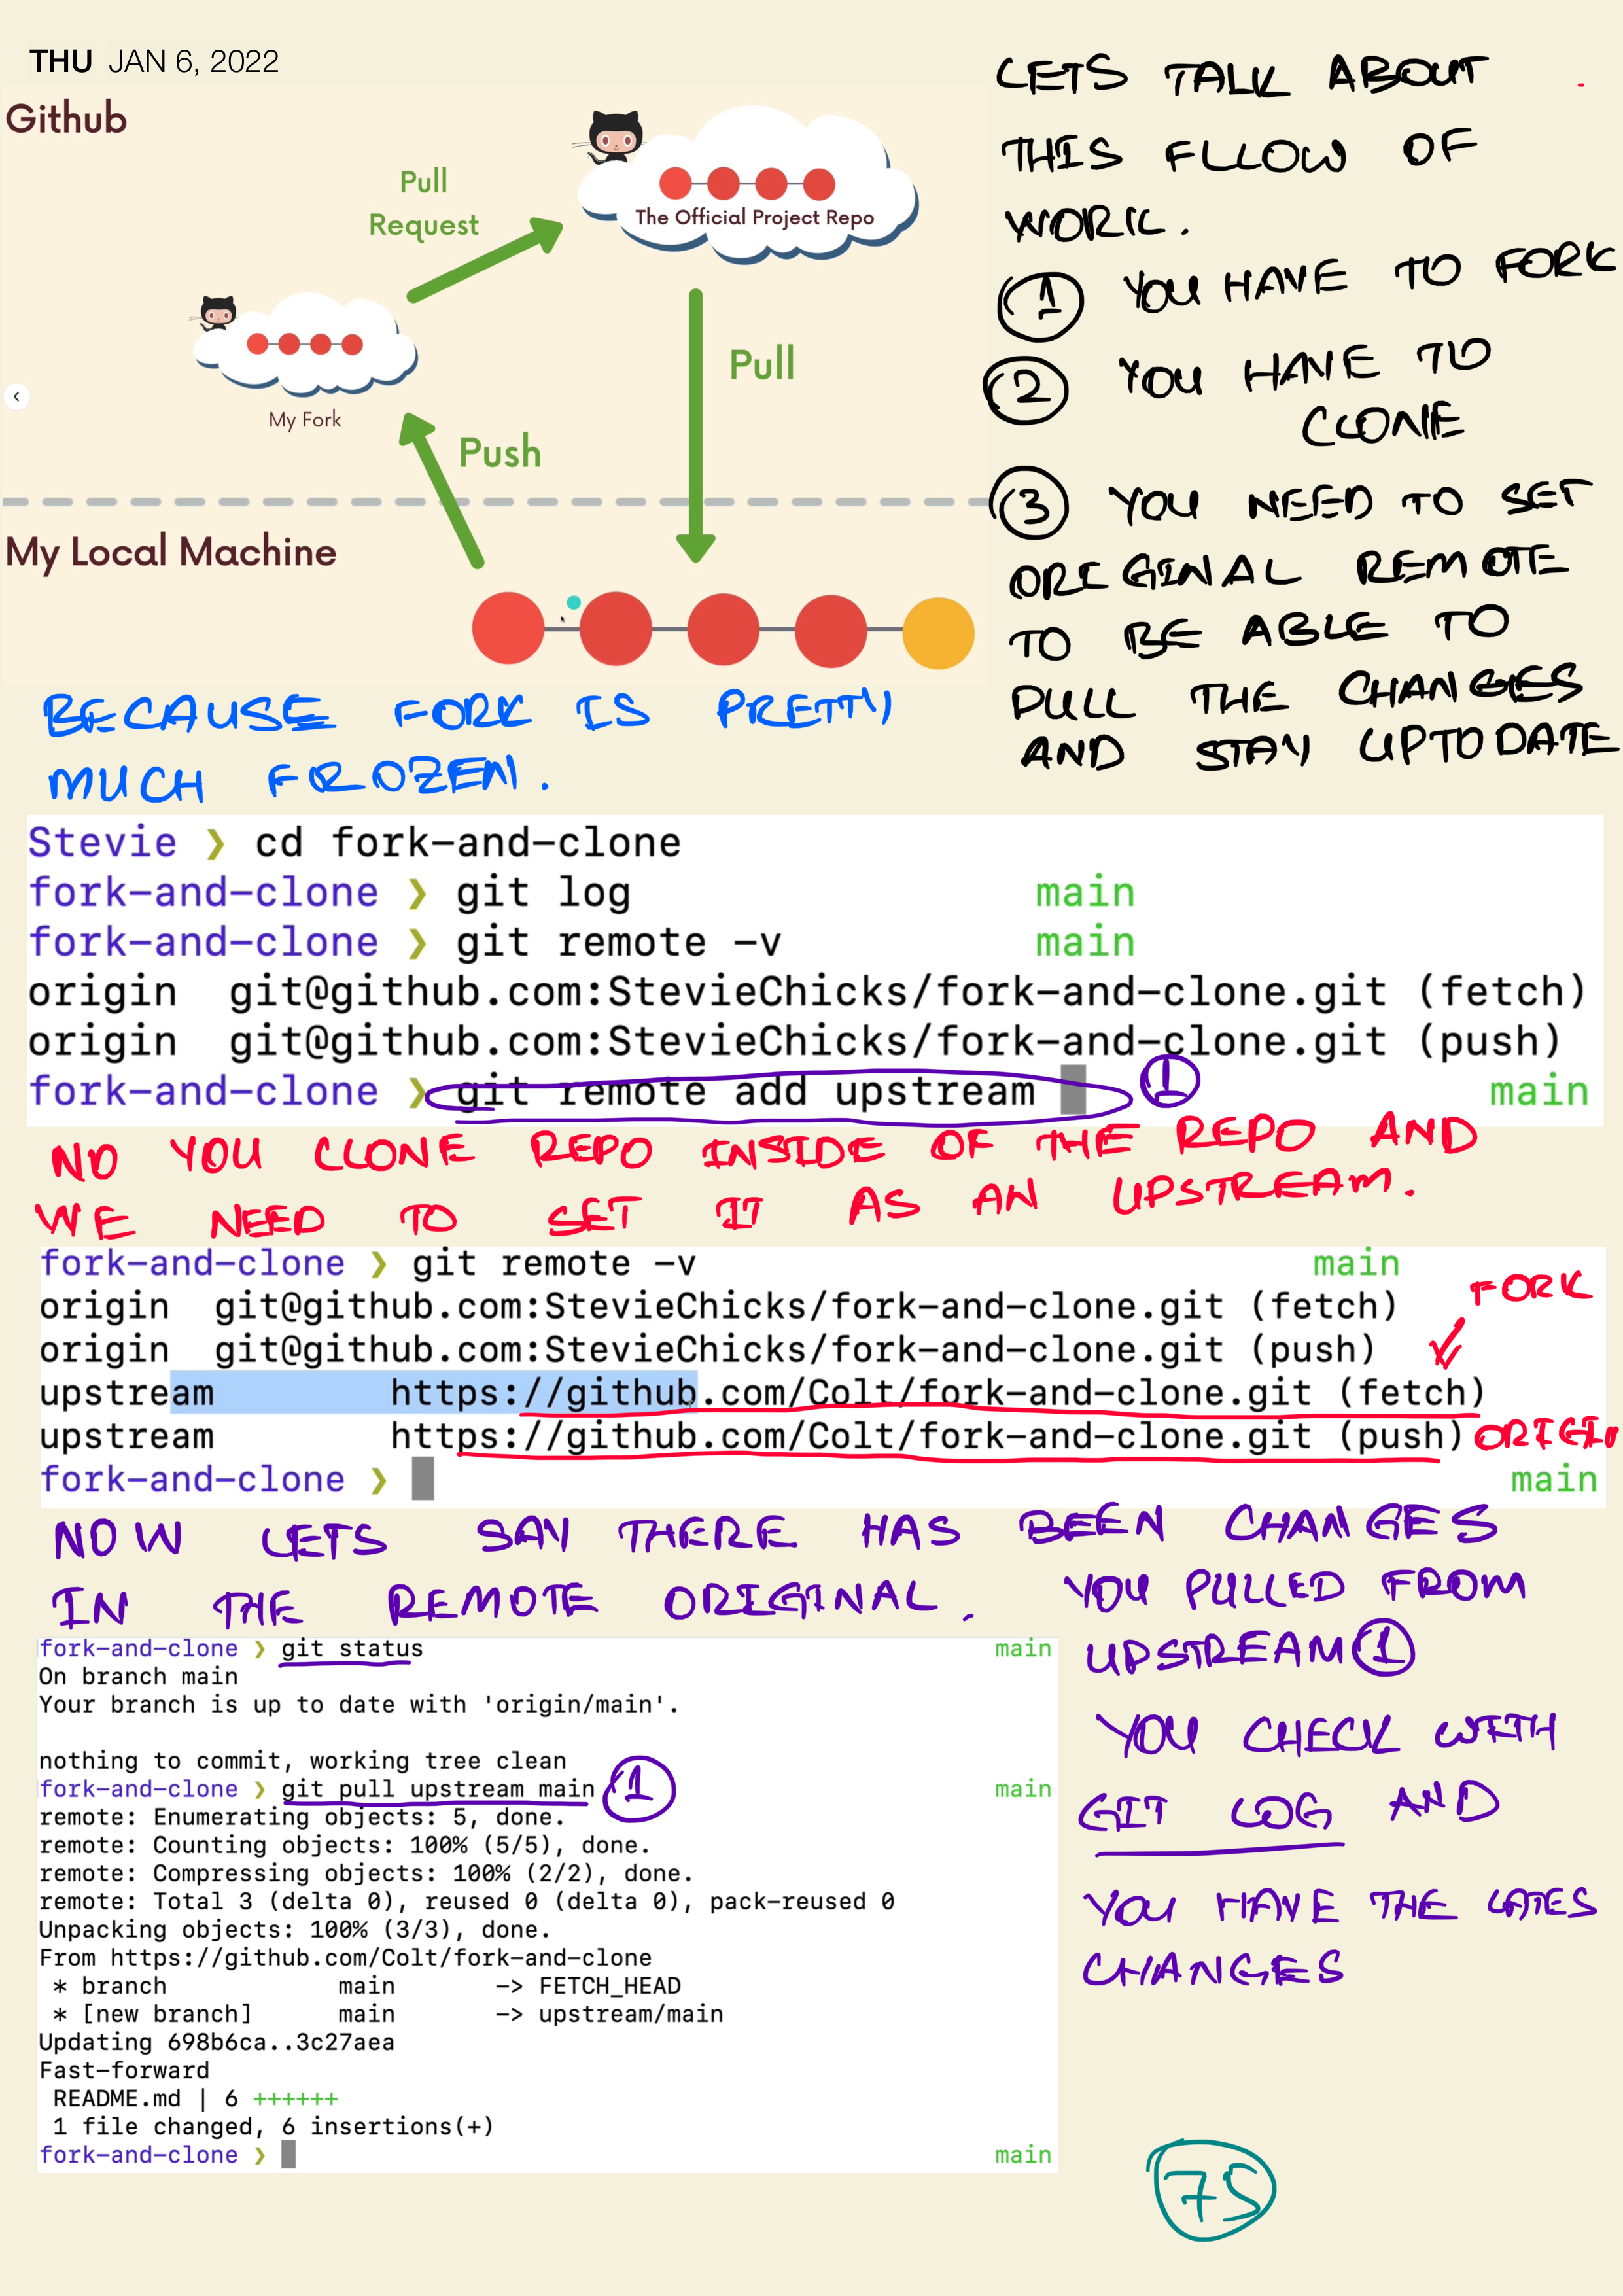 THU JAN 6, 2022
Github
Pull
Request
The Official Project Repo
My Fork
Push
Pull
My Local Machine
LETS TALK ABOUT
THIS FLLOW OF
WORK.
1 YOU HAVE TO FORK
2 YOU HAVE TO
CLONE
3 YOU NEED TO SET
ORIGINAL REMOTE
TO BE ABLE TO
PULL THE CHANGES
AND STAY UPTODATE
BECAUSE FORK IS PRETTY
MUCH FROZEN.
Stevie ❯ cd fork-and-clone
fork-and-clone ❯ git log main
fork-and-clone ❯ git remote -v main
origin git@github.com:StevieChicks/fork-and-clone.git (fetch)
origin git@github.com:StevieChicks/fork-and-clone.git (push)
fork-and-clone ❯ git remote add upstream 1 main
NO YOU CLONE REPO INSIDE OF THE REPO AND
WE NEED TO SET IT AS AN UPSTREAM.
fork-and-clone ❯ git remote -v main
FORK
origin git@github.com:StevieChicks/fork-and-clone.git (fetch)
origin git@github.com:StevieChicks/fork-and-clone.git (push)
upstream https://github.com/Colt/fork-and-clone.git (fetch)
upstream https://github.com/Colt/fork-and-clone.git (push) ORIGIN
fork-and-clone ❯ main
NOW LETS SAY THERE HAS BEEN CHANGES
IN THE REMOTE ORIGINAL. YOU PULLED FROM
UPSTREAM 1
YOU CHECK WITH
GIT LOG AND
YOU HAVE THE LATES
CHANGES
fork-and-clone ❯ git status main
On branch main
Your branch is up to date with 'origin/main'.
nothing to commit, working tree clean
fork-and-clone ❯ git pull upstream main 1 main
remote: Enumerating objects: 5, done.
remote: Counting objects: 100% (5/5), done.
remote: Compressing objects: 100% (2/2), done.
remote: Total 3 (delta 0), reused 0 (delta 0), pack-reused 0
Unpacking objects: 100% (3/3), done.
From https://github.com/Colt/fork-and-clone
* branch main -> FETCH_HEAD
* [new branch] main -> upstream/main
Updating 698b6ca..3c27aea
Fast-forward
README.md | 6 ++++++
1 file changed, 6 insertions(+)
fork-and-clone ❯ main
75